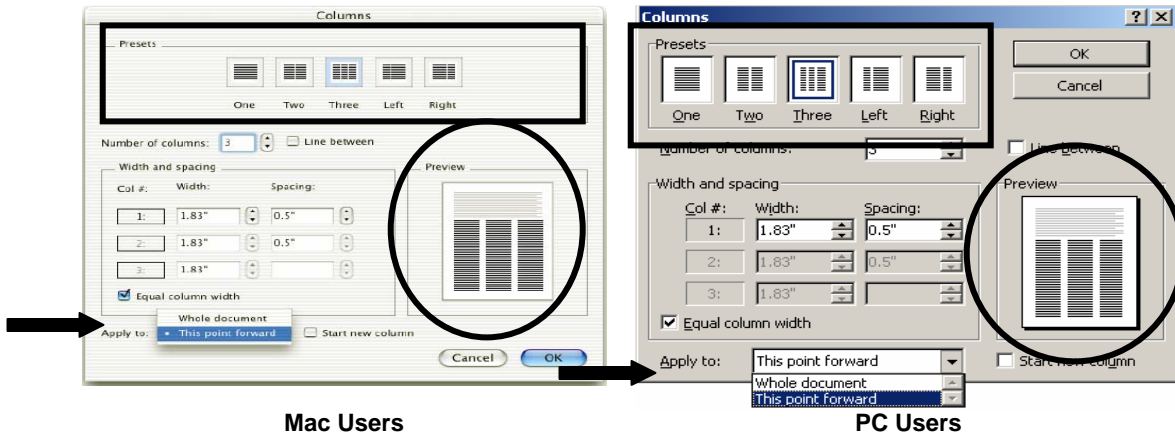 Columns
Presets
One Two Three Left Right
Number of columns: 3 Line between
Width and spacing
Col #: Width: Spacing:
1: 1.83" 0.5"
2: 1.83" 0.5"
3: 1.83"
Equal column width
Preview
Whole document
Apply to: • This point forward Start new column
Cancel OK
Mac Users
Columns
Presets
One Two Three Left Right
OK
Cancel
Number of columns: 3 Line between
Width and spacing
Col #: Width: Spacing:
1: 1.83" 0.5"
2: 1.83" 0.5"
3: 1.83"
Equal column width
Preview
Apply to: This point forward Start new column
Whole document
This point forward
PC Users